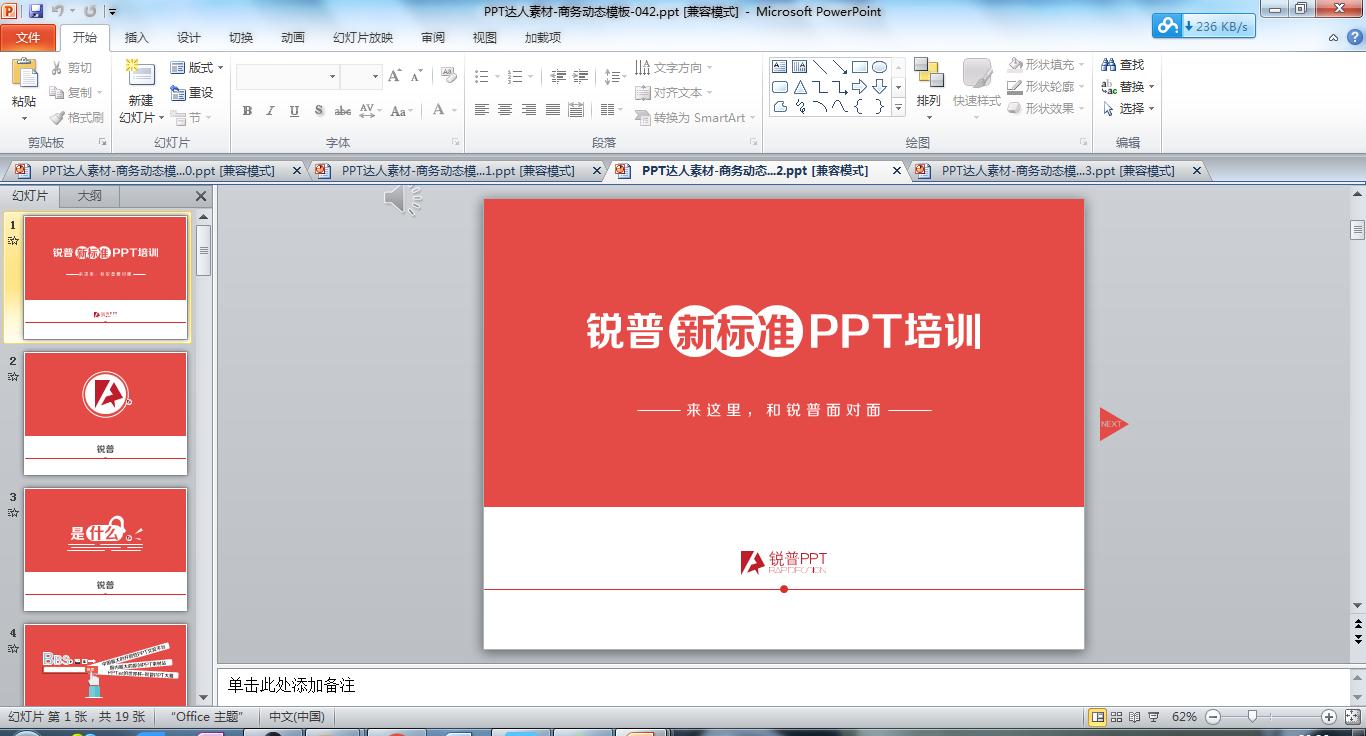 PPT达人素材-商务动态模板-042.ppt [兼容模式] - Microsoft PowerPoint
236 KB/s
文件 开始 插入 设计 切换 动画 幻灯片放映 审阅 视图 加载项
粘贴 剪切 复制 格式刷
新建 幻灯片 版式 重设 节
B I U S abc AV Aa A
文字方向 对齐文本 转换为 SmartArt
排列 快速样式 形状填充 形状轮廓 形状效果
查找 替换 选择
剪贴板 幻灯片 字体 段落 绘图 编辑
PPT达人素材-商务动态模...0.ppt [兼容模式]
PPT达人素材-商务动态模...1.ppt [兼容模式]
PPT达人素材-商务动态...2.ppt [兼容模式]
PPT达人素材-商务动态模...3.ppt [兼容模式]
幻灯片 大纲
1
锐普新标准PPT培训
2
锐普
3
是什么
锐普
4
BBS
锐普新标准PPT培训
来这里，和锐普面对面
NEXT
锐普PPT
RAPIDESIGN
单击此处添加备注
幻灯片 第 1 张，共 19 张 “Office 主题” 中文(中国) 62%